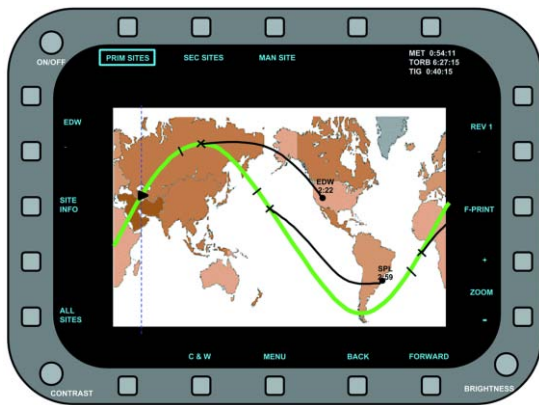 ON/OFF
PRIM SITES
SEC SITES
MAN SITE
MET 0:54:11
TORB 6:27:15
TIG 0:40:15
EDW
REV 1
SITE
INFO
F-PRINT
EDW
2:22
SPL
2:59
+
ZOOM
-
ALL
SITES
C & W
MENU
BACK
FORWARD
CONTRAST
BRIGHTNESS